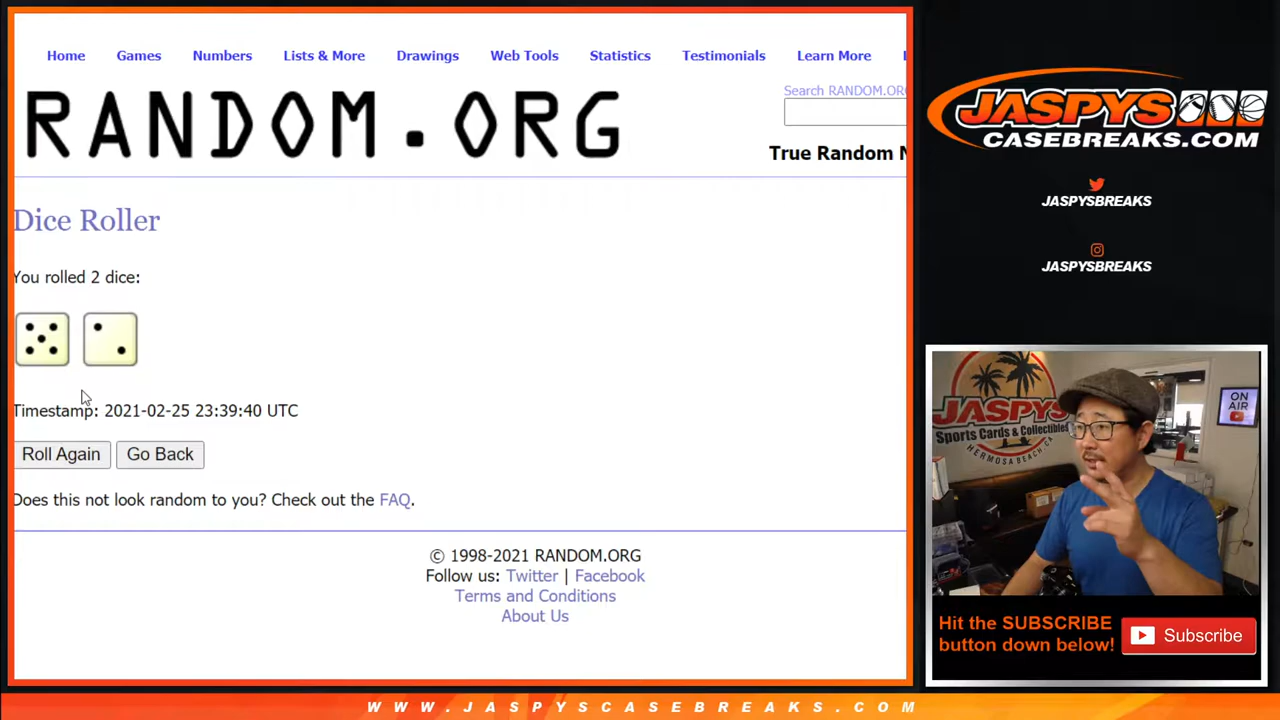 Home Games Numbers Lists & More Drawings Web Tools Statistics Testimonials Learn More
Search RANDOM.ORG
RANDOM.ORG
True Random N
Dice Roller
You rolled 2 dice:
Timestamp: 2021-02-25 23:39:40 UTC
Roll Again Go Back
Does this not look random to you? Check out the FAQ.
© 1998-2021 RANDOM.ORG
Follow us: Twitter | Facebook
Terms and Conditions
About Us
JASPYS
CASEBREAKS.COM
JASPYSBREAKS
JASPYSBREAKS
JASPYS
Sports Cards & Collectibles
HERMOSA BEACH, CA
ON
AIR
Hit the SUBSCRIBE
button down below!
Subscribe
WWW.JASPYSCASEBREAKS.COM